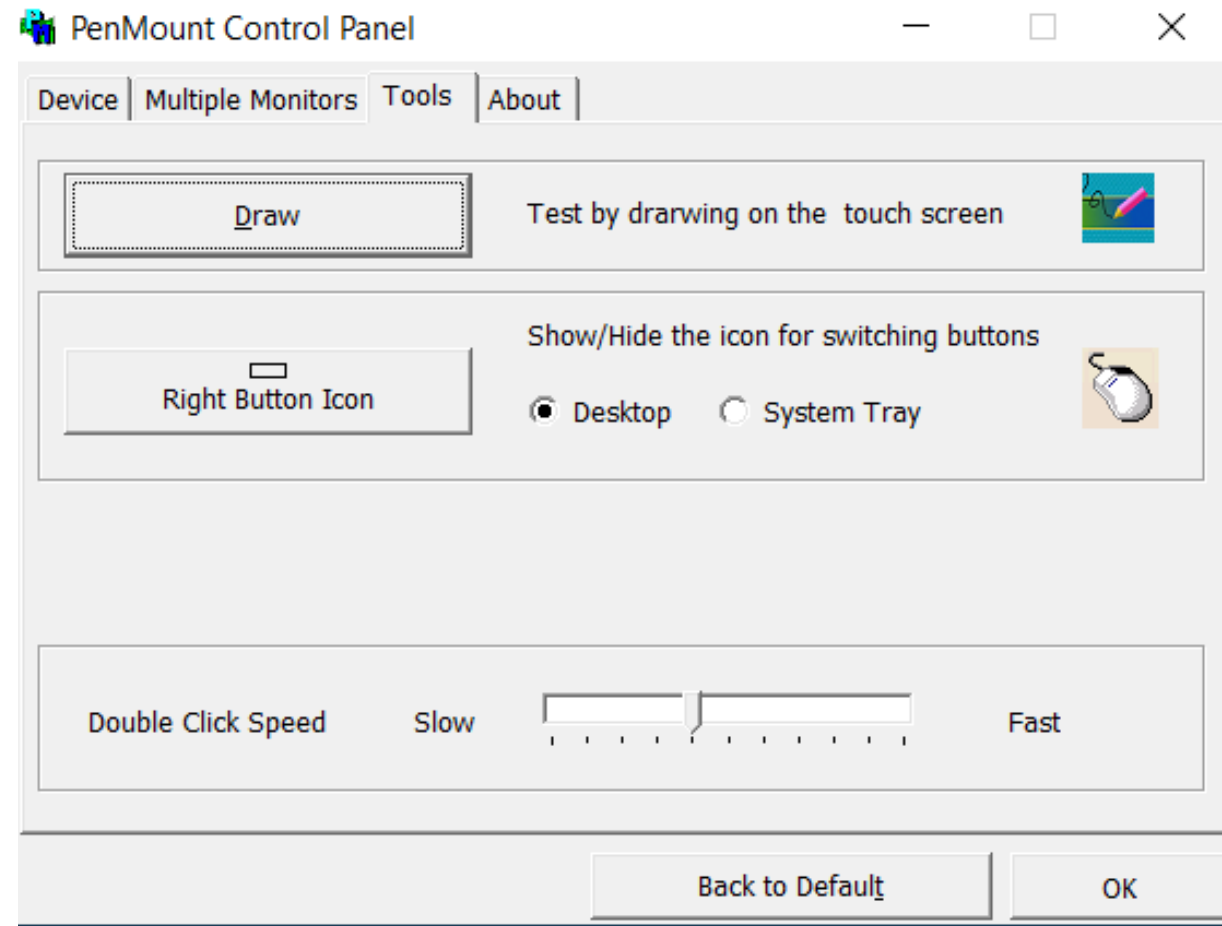 PenMount Control Panel
Device Multiple Monitors Tools About
Draw Test by drarwing on the touch screen
Show/Hide the icon for switching buttons
Right Button Icon
Desktop System Tray
Double Click Speed Slow Fast
Back to Default OK